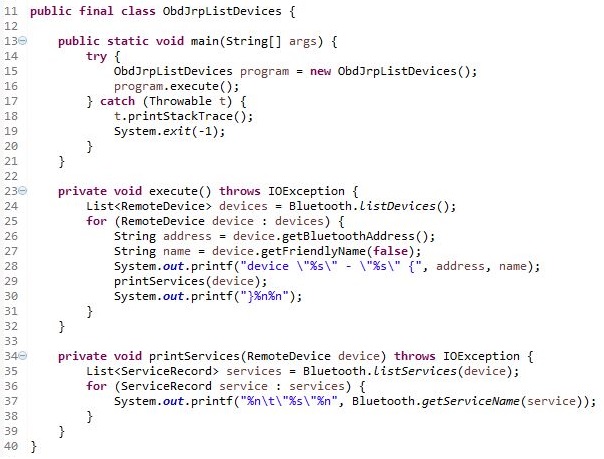 11 public final class ObdJrpListDevices {
12
13 public static void main(String[] args) {
14 try {
15 ObdJrpListDevices program = new ObdJrpListDevices();
16 program.execute();
17 } catch (Throwable t) {
18 t.printStackTrace();
19 System.exit(-1);
20 }
21 }
22
23 private void execute() throws IOException {
24 List<RemoteDevice> devices = Bluetooth.listDevices();
25 for (RemoteDevice device : devices) {
26 String address = device.getBluetoothAddress();
27 String name = device.getFriendlyName(false);
28 System.out.printf("device \"%s\" - \"%s\" {", address, name);
29 printServices(device);
30 System.out.printf("}%n%n");
31 }
32 }
33
34 private void printServices(RemoteDevice device) throws IOException {
35 List<ServiceRecord> services = Bluetooth.listServices(device);
36 for (ServiceRecord service : services) {
37 System.out.printf("%n\t\"%s\"%n", Bluetooth.getServiceName(service));
38 }
39 }
40 }